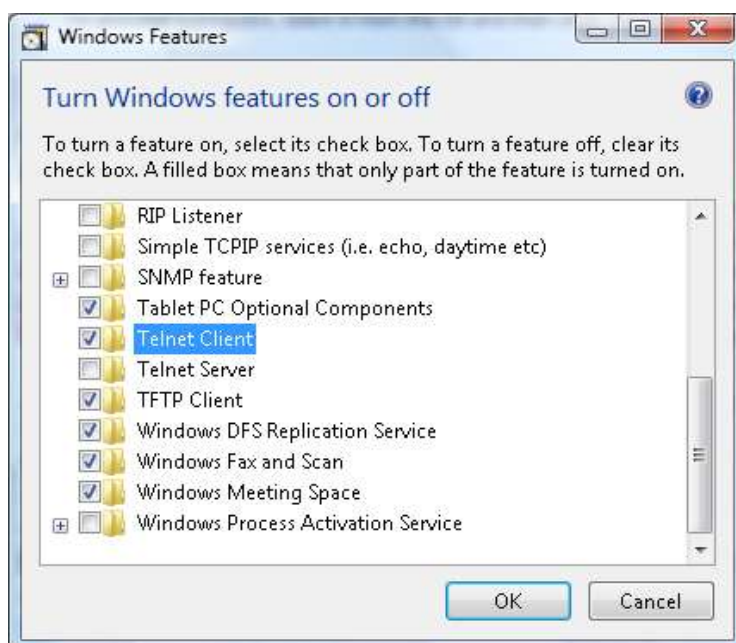 Windows Features
Turn Windows features on or off
To turn a feature on, select its check box. To turn a feature off, clear its
check box. A filled box means that only part of the feature is turned on.
RIP Listener
Simple TCPIP services (i.e. echo, daytime etc)
SNMP feature
Tablet PC Optional Components
Telnet Client
Telnet Server
TFTP Client
Windows DFS Replication Service
Windows Fax and Scan
Windows Meeting Space
Windows Process Activation Service
OK
Cancel